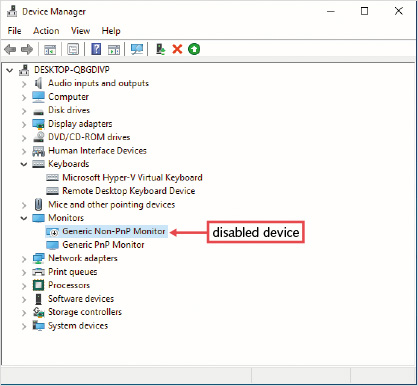 Device Manager
File Action View Help
DESKTOP-QBGDIVP
Audio inputs and outputs
Computer
Disk drives
Display adapters
DVD/CD-ROM drives
Human Interface Devices
Keyboards
Microsoft Hyper-V Virtual Keyboard
Remote Desktop Keyboard Device
Mice and other pointing devices
Monitors
Generic Non-PnP Monitor disabled device
Generic PnP Monitor
Network adapters
Print queues
Processors
Software devices
Storage controllers
System devices